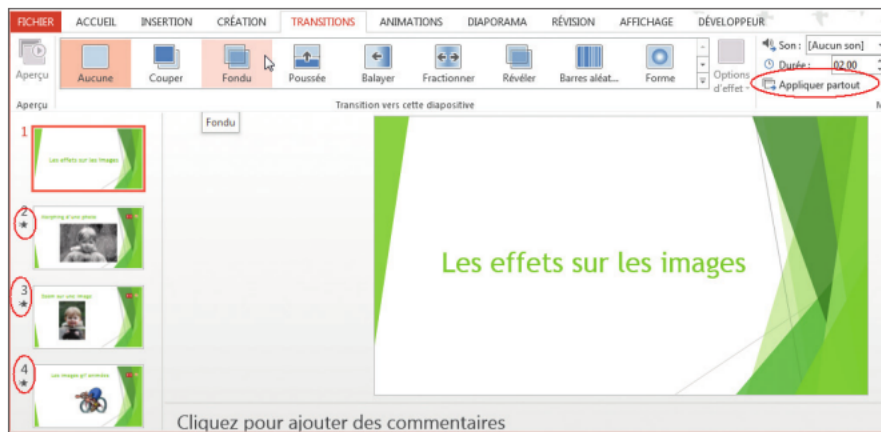 FICHIER ACCUEIL INSERTION CRÉATION TRANSITIONS ANIMATIONS DIAPORAMA RÉVISION AFFICHAGE DÉVELOPPEUR
Aperçu
Aucune Couper Fondu Poussée Balayer Fractionner Révéler Barres aléat... Forme
Options d'effet
Son : [Aucun son]
Durée : 02,00
Appliquer partout
Aperçu
Transition vers cette diapositive
Fondu
1
Les effets sur les images
2
Morphing d'une photo
3
Zoom sur une image
4
Les images gif animées
Les effets sur les images
Cliquez pour ajouter des commentaires